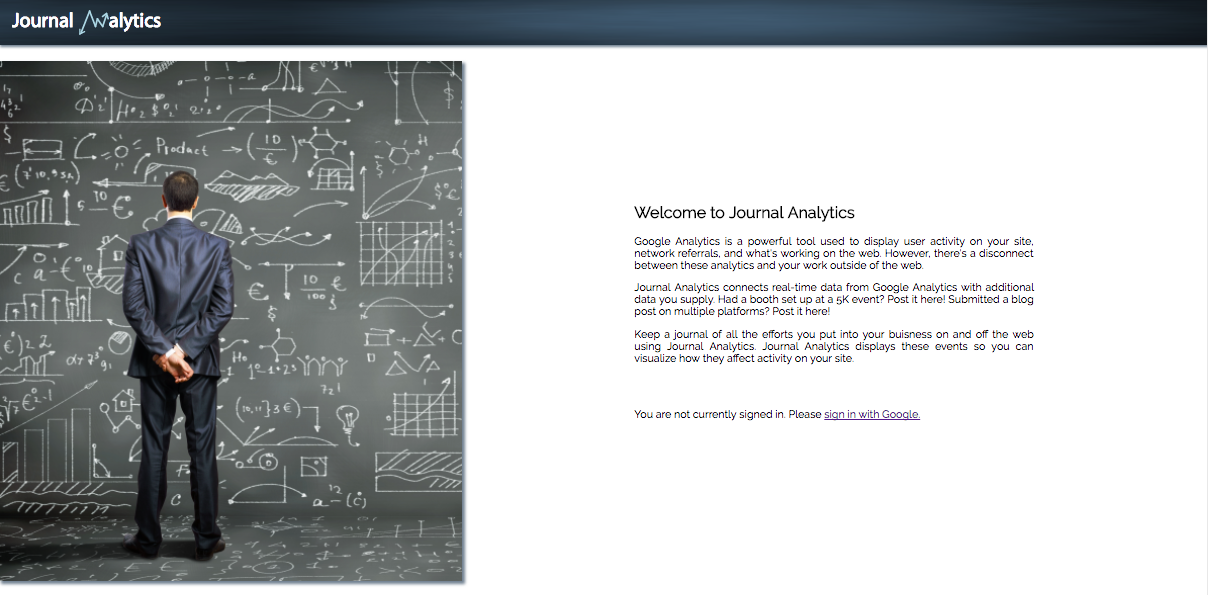 Journal Analytics
Product
Welcome to Journal Analytics
Google Analytics is a powerful tool used to display user activity on your site,
network referrals, and what's working on the web. However, there's a disconnect
between these analytics and your work outside of the web.
Journal Analytics connects real-time data from Google Analytics with additional
data you supply. Had a booth set up at a 5K event? Post it here! Submitted a blog
post on multiple platforms? Post it here!
Keep a journal of all the efforts you put into your buisness on and off the web
using Journal Analytics. Journal Analytics displays these events so you can
visualize how they affect activity on your site.
You are not currently signed in. Please sign in with Google.